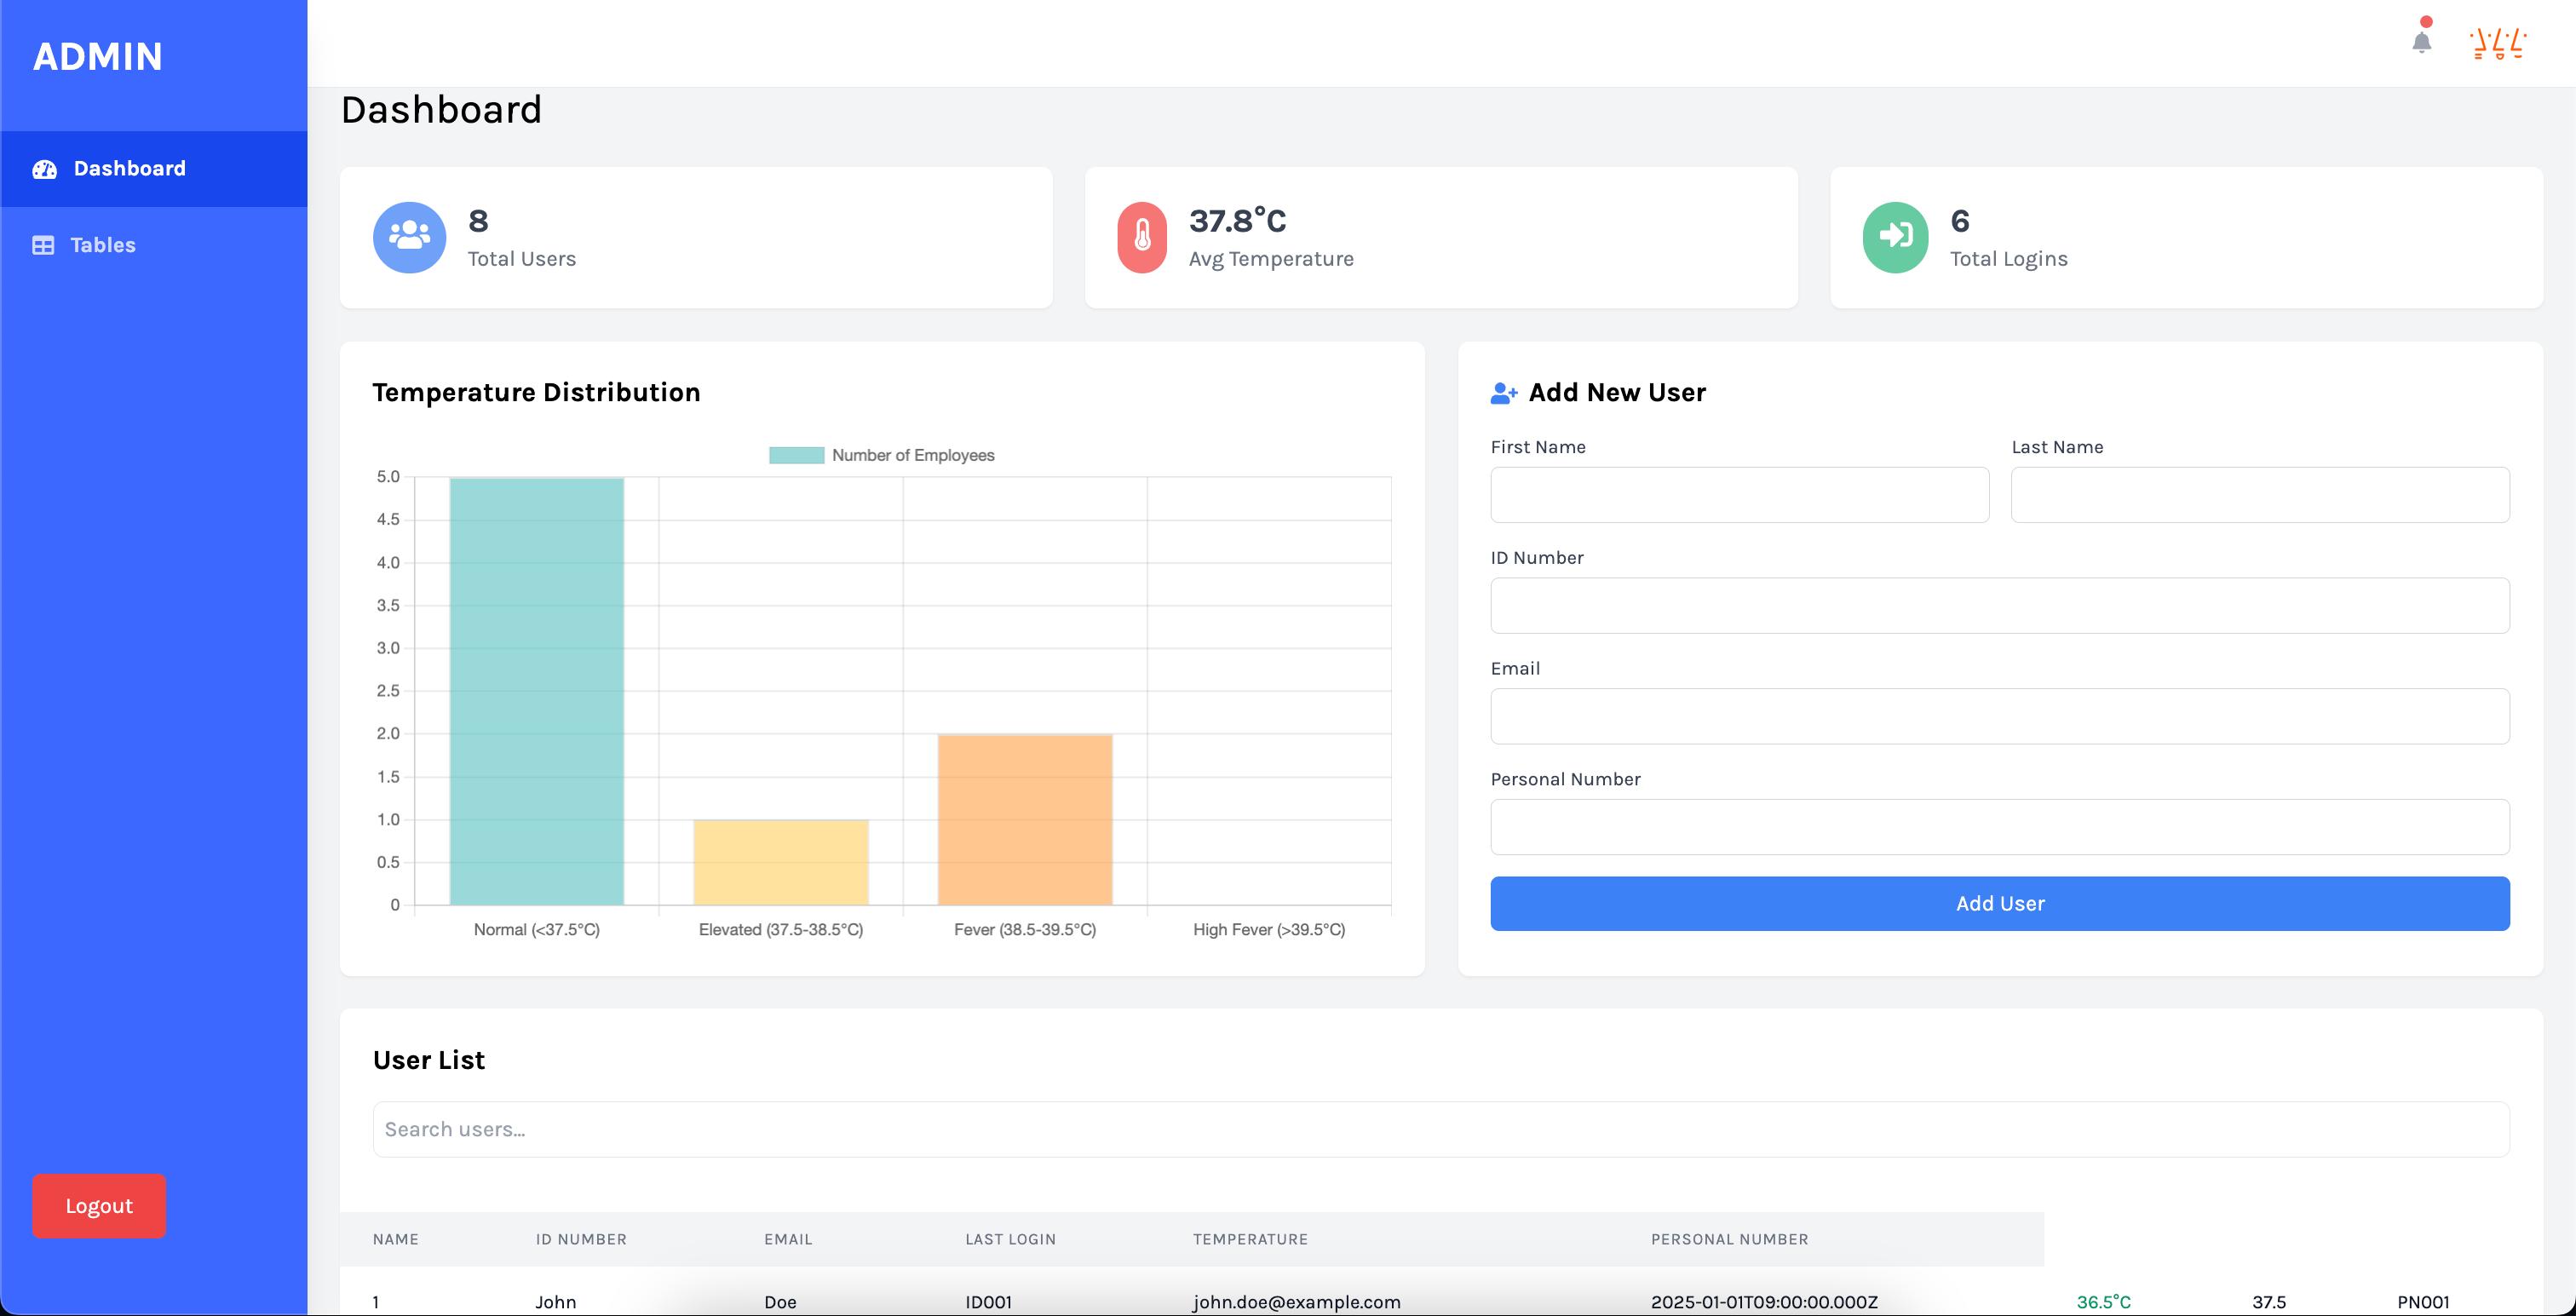 ADMIN
Dashboard
Tables
Logout
Dashboard
8
Total Users
37.8°C
Avg Temperature
6
Total Logins
Temperature Distribution
Number of Employees
5.0
4.5
4.0
3.5
3.0
2.5
2.0
1.5
1.0
0.5
0
Normal (<37.5°C) Elevated (37.5-38.5°C) Fever (38.5-39.5°C) High Fever (>39.5°C)
Add New User
First Name Last Name
ID Number
Email
Personal Number
Add User
User List
Search users...
NAME ID NUMBER EMAIL LAST LOGIN TEMPERATURE PERSONAL NUMBER
1 John Doe ID001 john.doe@example.com 2025-01-01T09:00:00.000Z 36.5°C 37.5 PN001